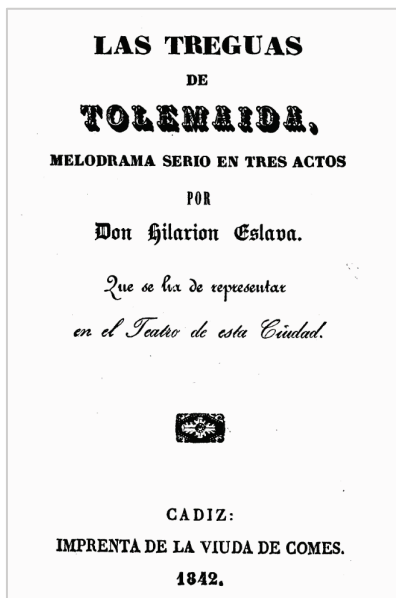 LAS TREGUAS
DE
TOLEMAIDA,
MELODRAMA SERIO EN TRES ACTOS
POR
Don Hilarion Eslava.
Que se ha de representar
en el Teatro de esta Ciudad.
CADIZ:
IMPRENTA DE LA VIUDA DE COMES.
1842.